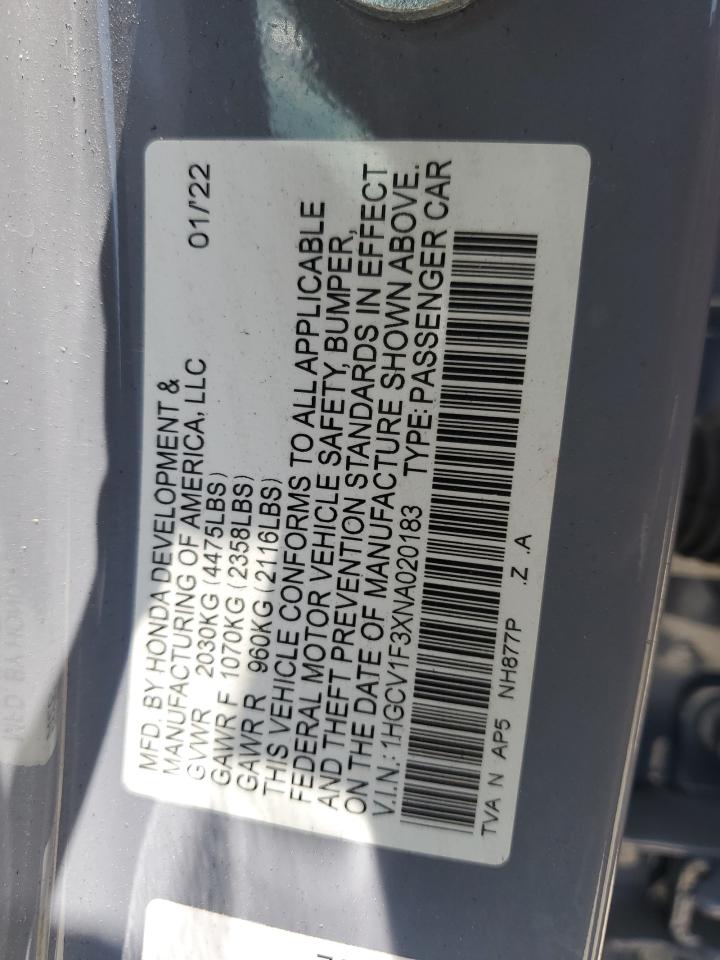 MFD. BY HONDA DEVELOPMENT &
MANUFACTURING OF AMERICA, LLC 01/'22
GVWR 2030KG (4475LBS)
GAWR F 1070KG (2358LBS)
GAWR R 960KG (2116LBS)
THIS VEHICLE CONFORMS TO ALL APPLICABLE
FEDERAL MOTOR VEHICLE SAFETY, BUMPER,
AND THEFT PREVENTION STANDARDS IN EFFECT
ON THE DATE OF MANUFACTURE SHOWN ABOVE.
V.I.N.: 1HGCV1F3XNA020183 TYPE: PASSENGER CAR
TVA N AP5 NH877P .Z .A